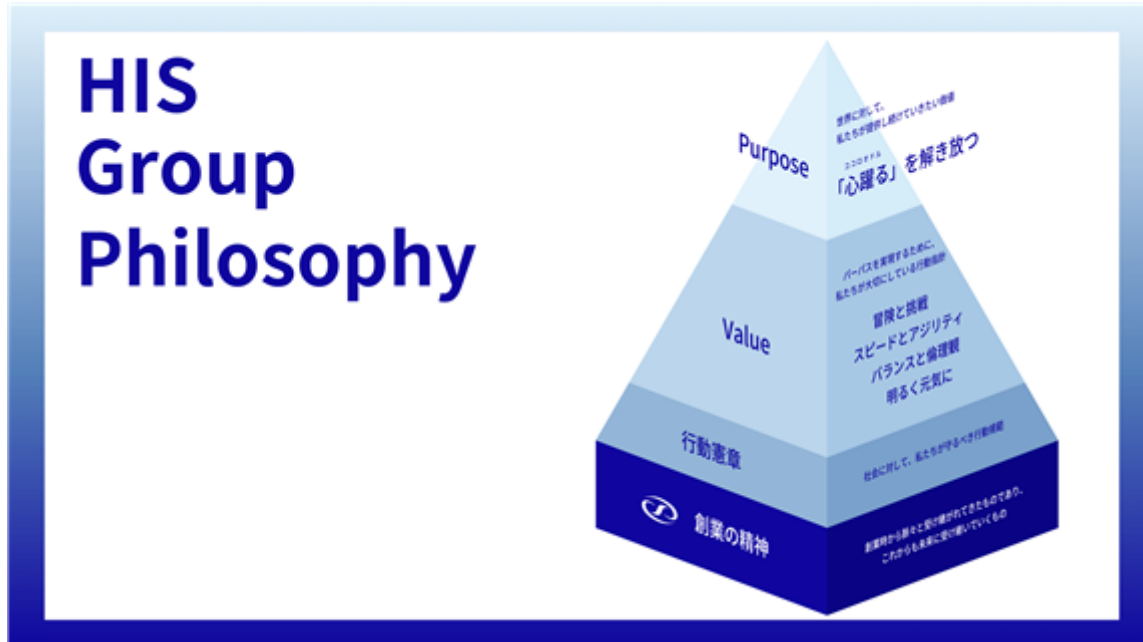 HIS
Group
Philosophy
Purpose
世界に対して、
私たちが提供し続けていきたい価値
ココロオドル
「心躍る」を解き放つ
Value
パーパスを実現するために、
私たちが大切にしている行動指針
冒険と挑戦
スピードとアジリティ
バランスと倫理観
明るく元気に
行動憲章
社会に対して、私たちが守るべき行動規範
創業の精神
創業時から脈々と受け継がれてきたものであり、
これからも未来に受け継いでいくもの